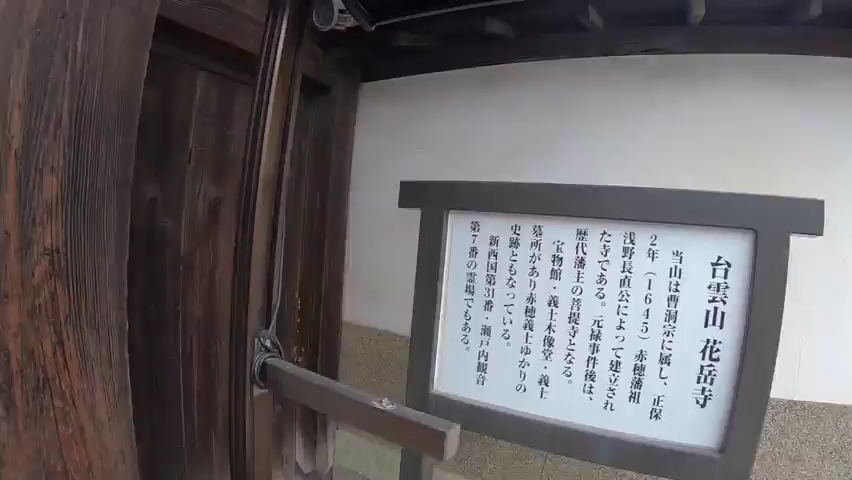 台雲山 花岳寺
当山は曹洞宗に属し、正保
2年（1645）赤穂藩祖
浅野長直公によって建立され
た寺である。元禄事件後は、
歴代藩主の菩提寺となる。
宝物館・義士木像堂・義士
墓所があり赤穂義士ゆかりの
史跡ともなっている。
新西国第31番・瀬戸内観音
第7番の霊場でもある。